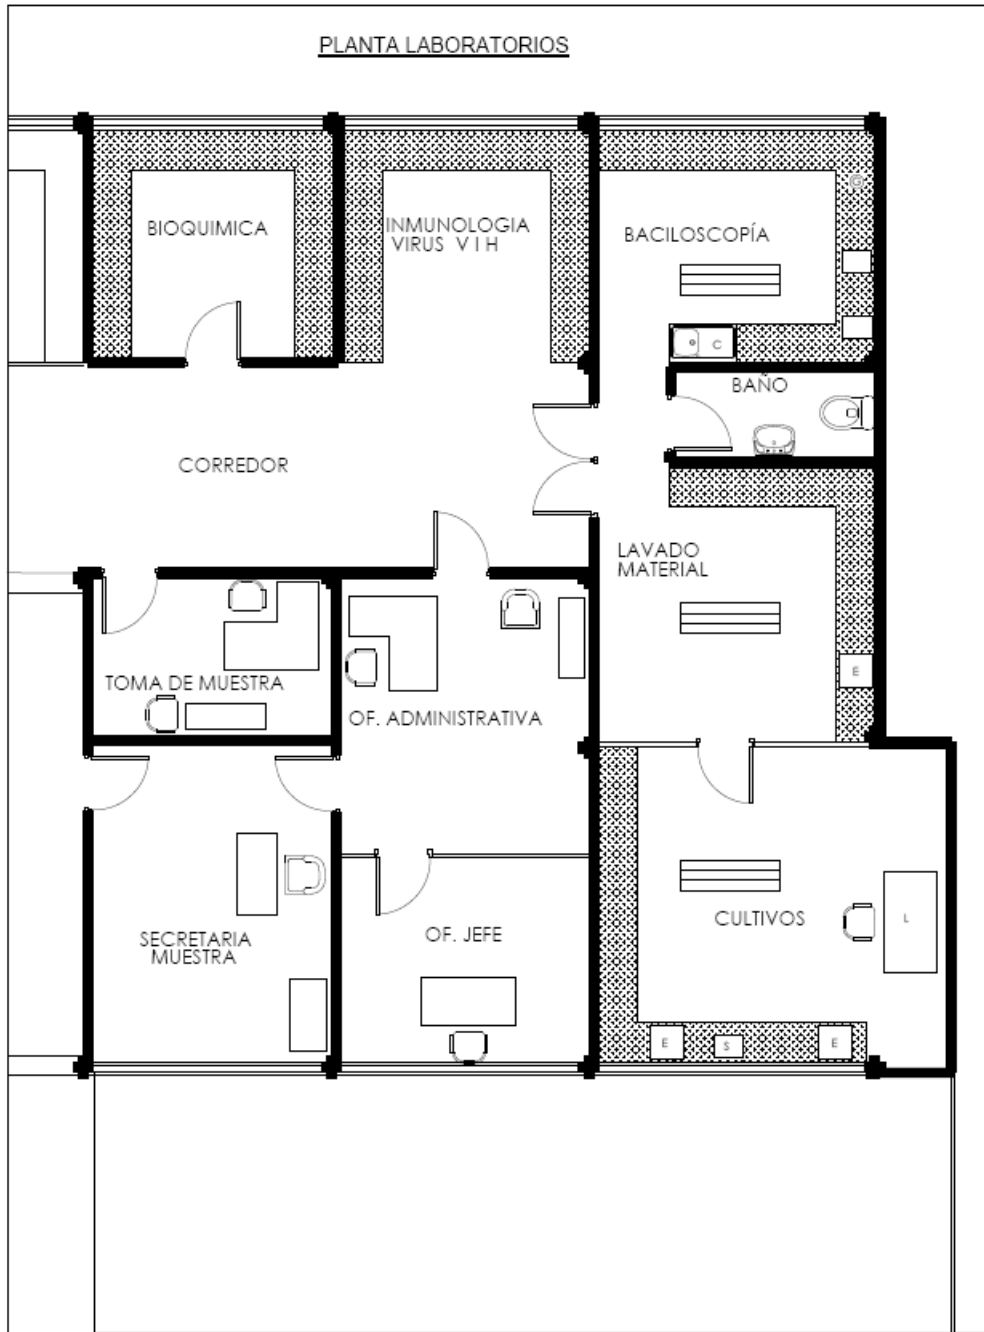 PLANTA LABORATORIOS
BIOQUIMICA
INMUNOLOGIA
VIRUS V I H
BACILOSCOPÍA
G
C
BAÑO
CORREDOR
LAVADO
MATERIAL
E
TOMA DE MUESTRA
OF. ADMINISTRATIVA
CULTIVOS
L
SECRETARIA
MUESTRA
OF. JEFE
E
S
E